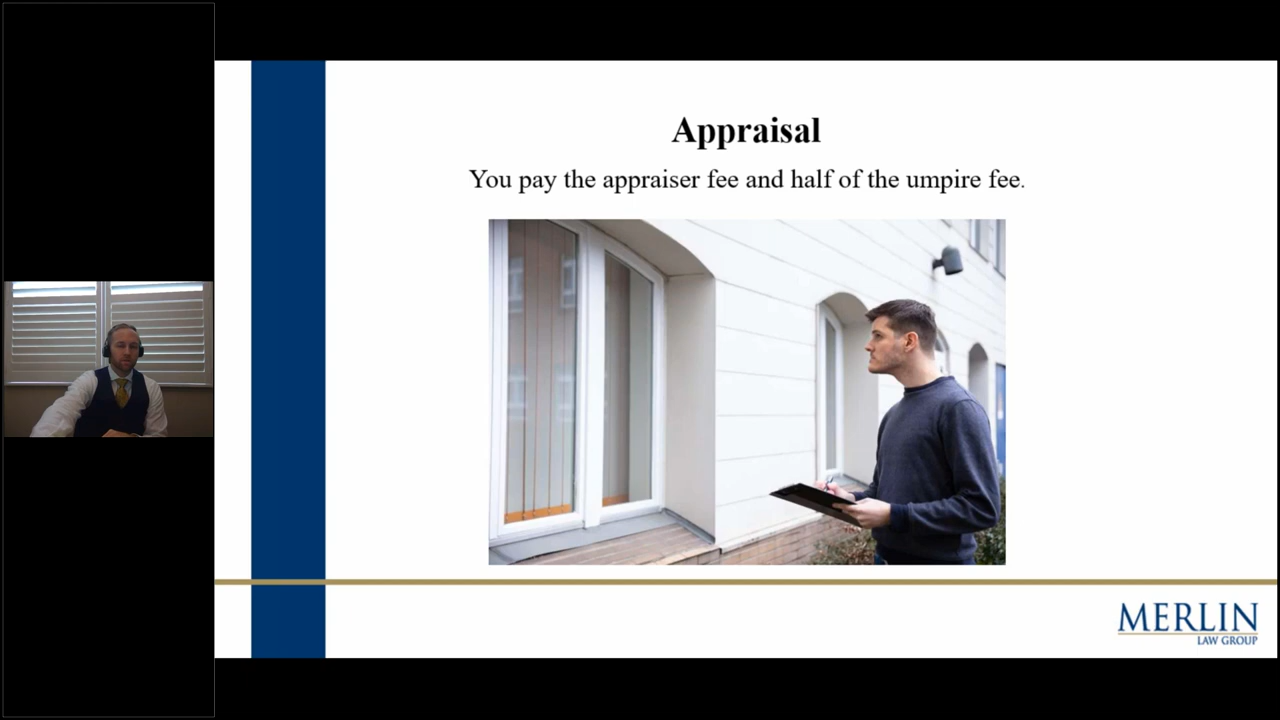 Appraisal
You pay the appraiser fee and half of the umpire fee.
MERLIN
LAW GROUP